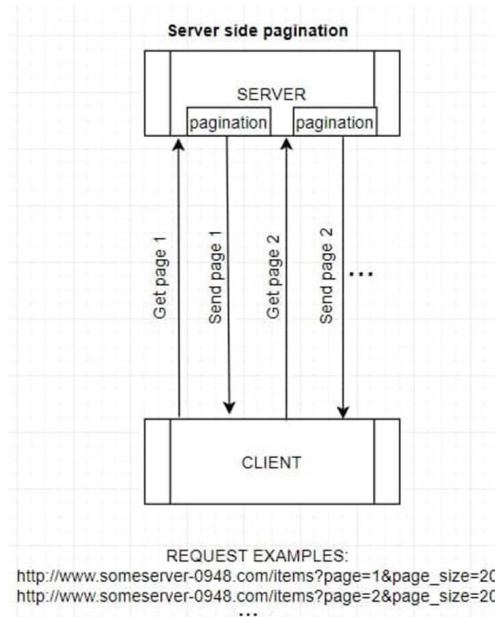 Server side pagination
SERVER
pagination
pagination
Get page 1
Send page 1
Get page 2
Send page 2
...
CLIENT
REQUEST EXAMPLES:
http://www.someserver-0948.com/items?page=1&page_size=20
http://www.someserver-0948.com/items?page=2&page_size=20
...